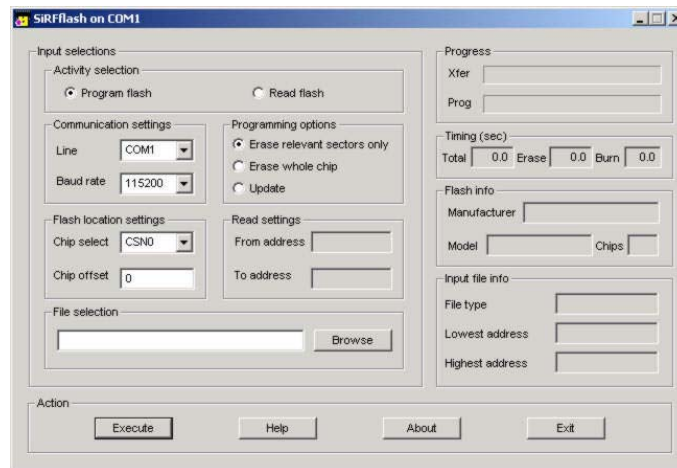 SiRFflash on COM1
Input selections
Activity selection
Program flash
Read flash
Communication settings
Line
COM1
Baud rate
115200
Programming options
Erase relevant sectors only
Erase whole chip
Update
Flash location settings
Chip select
CSN0
Chip offset
0
Read settings
From address
To address
File selection
Browse
Progress
Xfer
Prog
Timing (sec)
Total 0.0 Erase 0.0 Burn 0.0
Flash info
Manufacturer
Model
Chips
Input file info
File type
Lowest address
Highest address
Action
Execute
Help
About
Exit